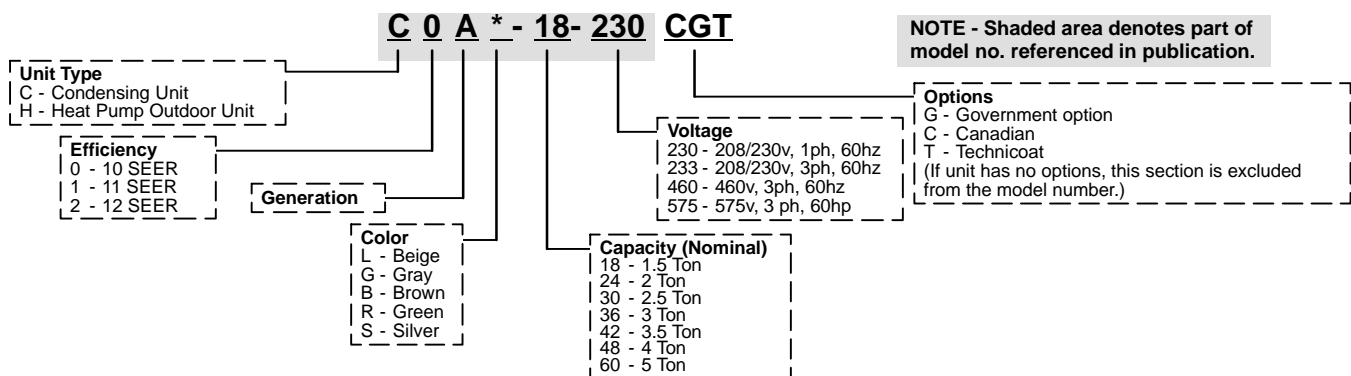 C 0 A * - 18 - 230 CGT
NOTE - Shaded area denotes part of
model no. referenced in publication.
Unit Type
C - Condensing Unit
H - Heat Pump Outdoor Unit
Efficiency
0 - 10 SEER
1 - 11 SEER
2 - 12 SEER
Generation
Color
L - Beige
G - Gray
B - Brown
R - Green
S - Silver
Capacity (Nominal)
18 - 1.5 Ton
24 - 2 Ton
30 - 2.5 Ton
36 - 3 Ton
42 - 3.5 Ton
48 - 4 Ton
60 - 5 Ton
Voltage
230 - 208/230v, 1ph, 60hz
233 - 208/230v, 3ph, 60hz
460 - 460v, 3ph, 60hz
575 - 575v, 3 ph, 60hp
Options
G - Government option
C - Canadian
T - Technicoat
(If unit has no options, this section is excluded
from the model number.)